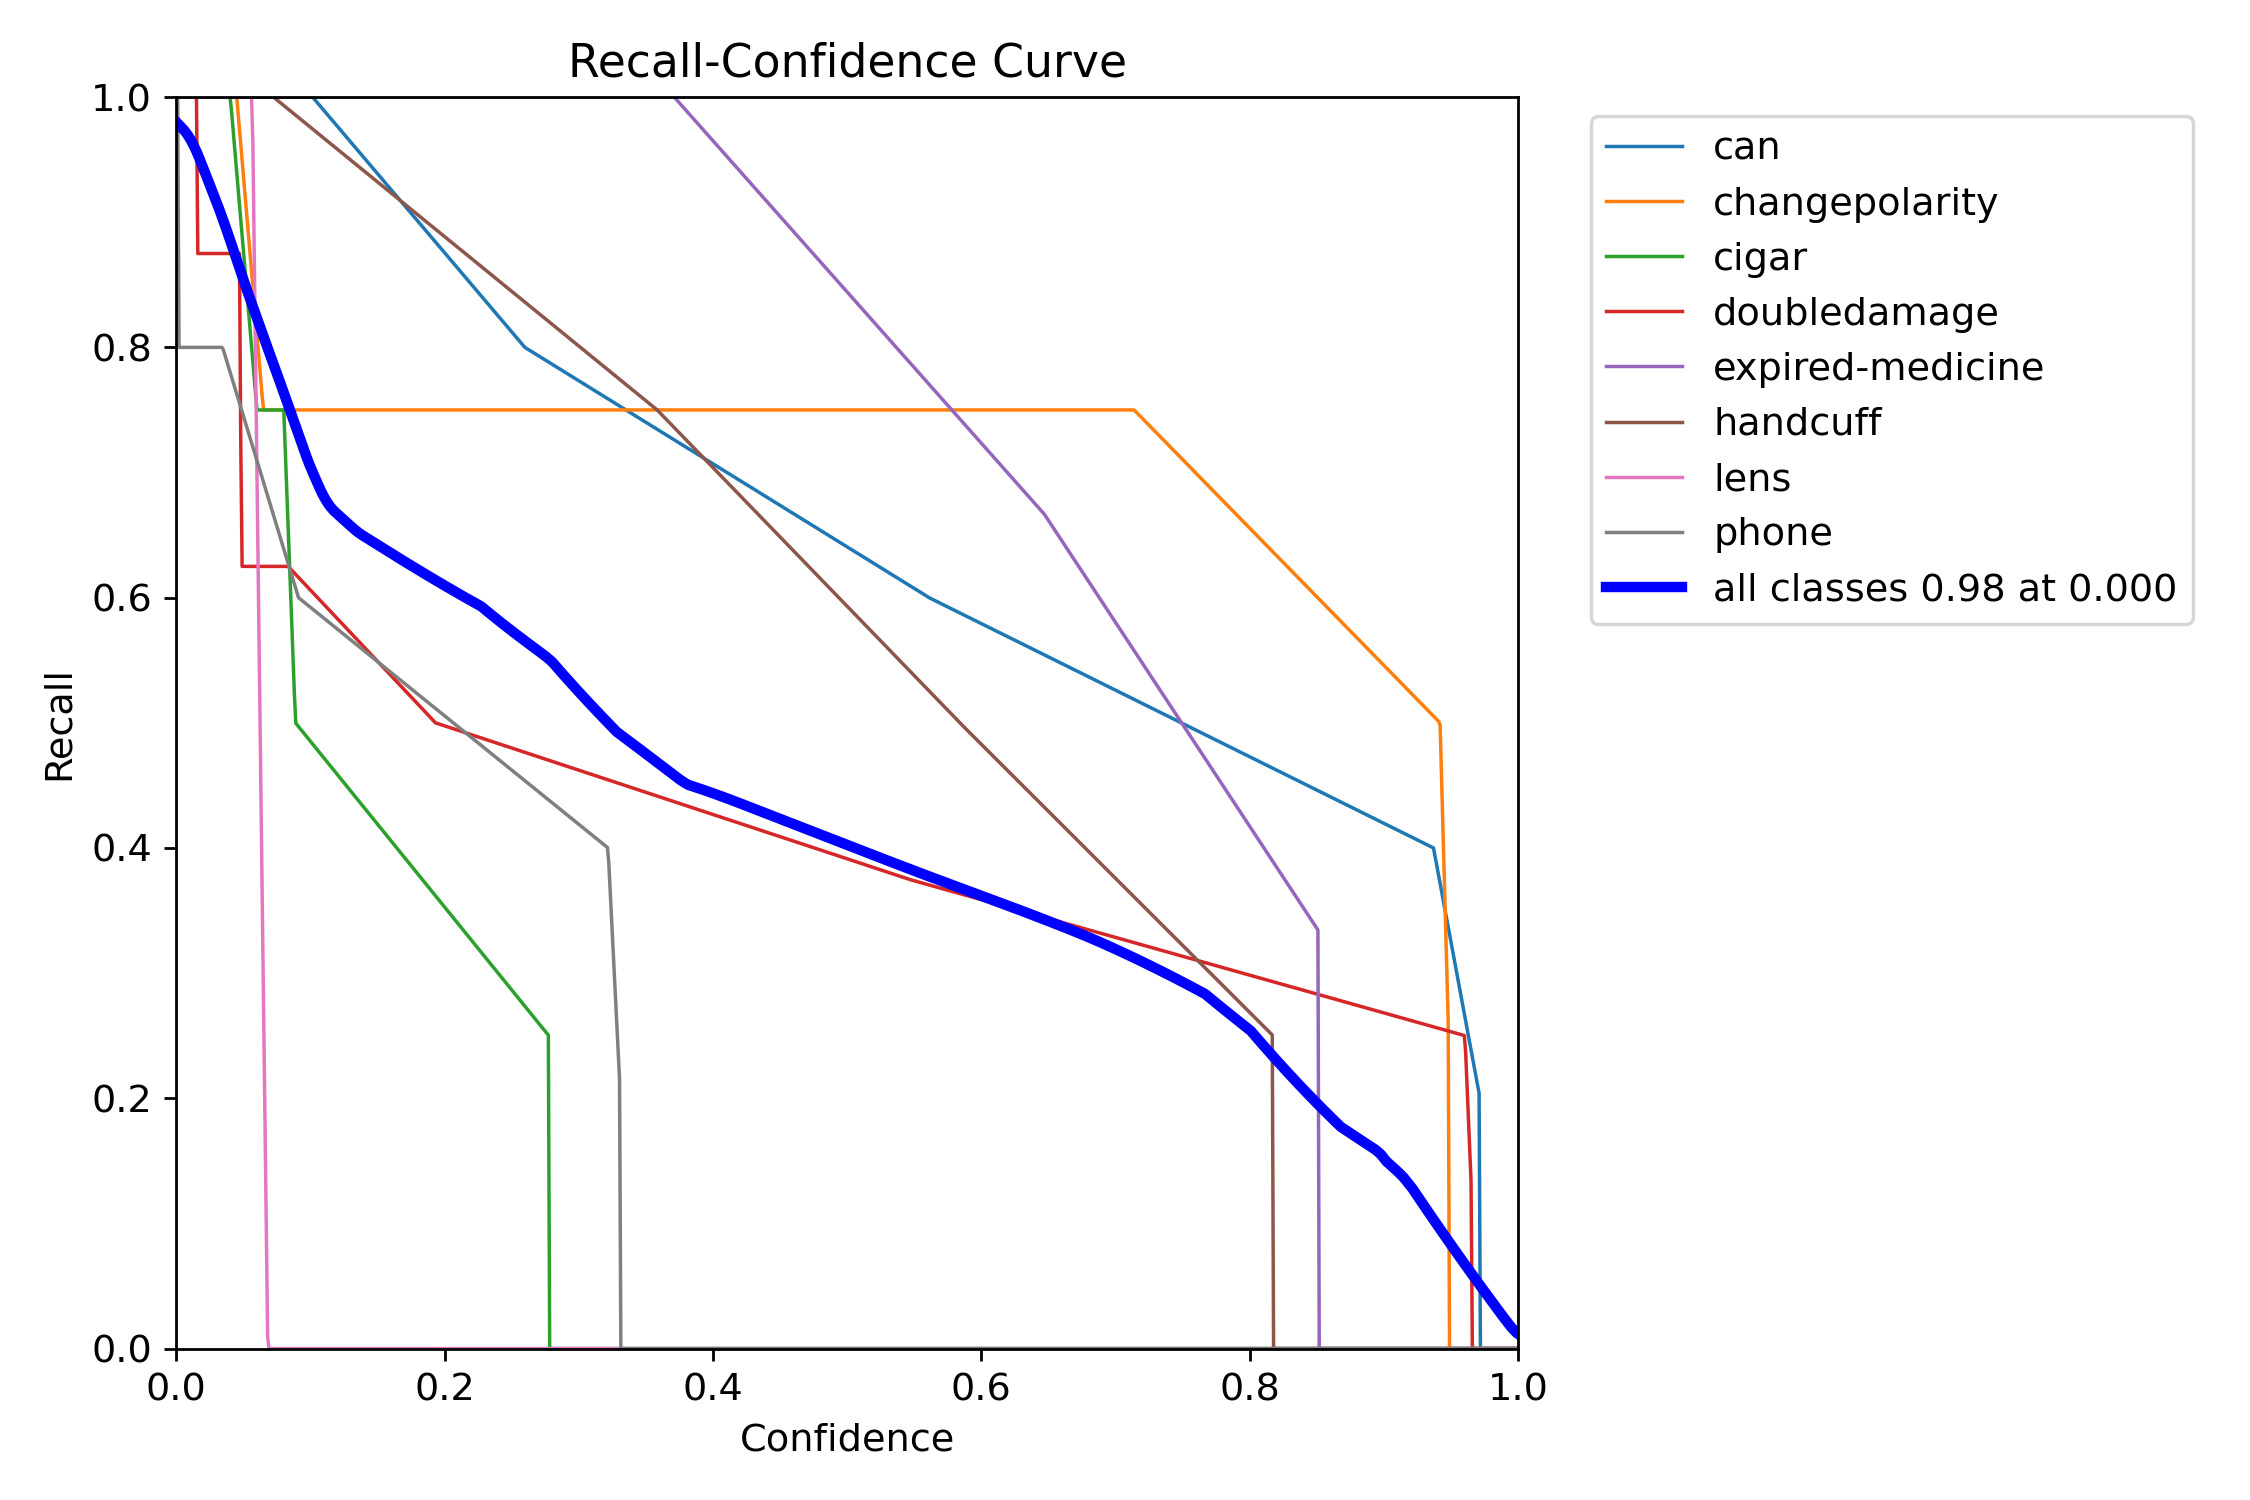 Recall-Confidence Curve
1.0
0.8
0.6
0.4
0.2
0.0
Recall
0.0 0.2 0.4 0.6 0.8 1.0
Confidence
can
changepolarity
cigar
doubledamage
expired-medicine
handcuff
lens
phone
all classes 0.98 at 0.000